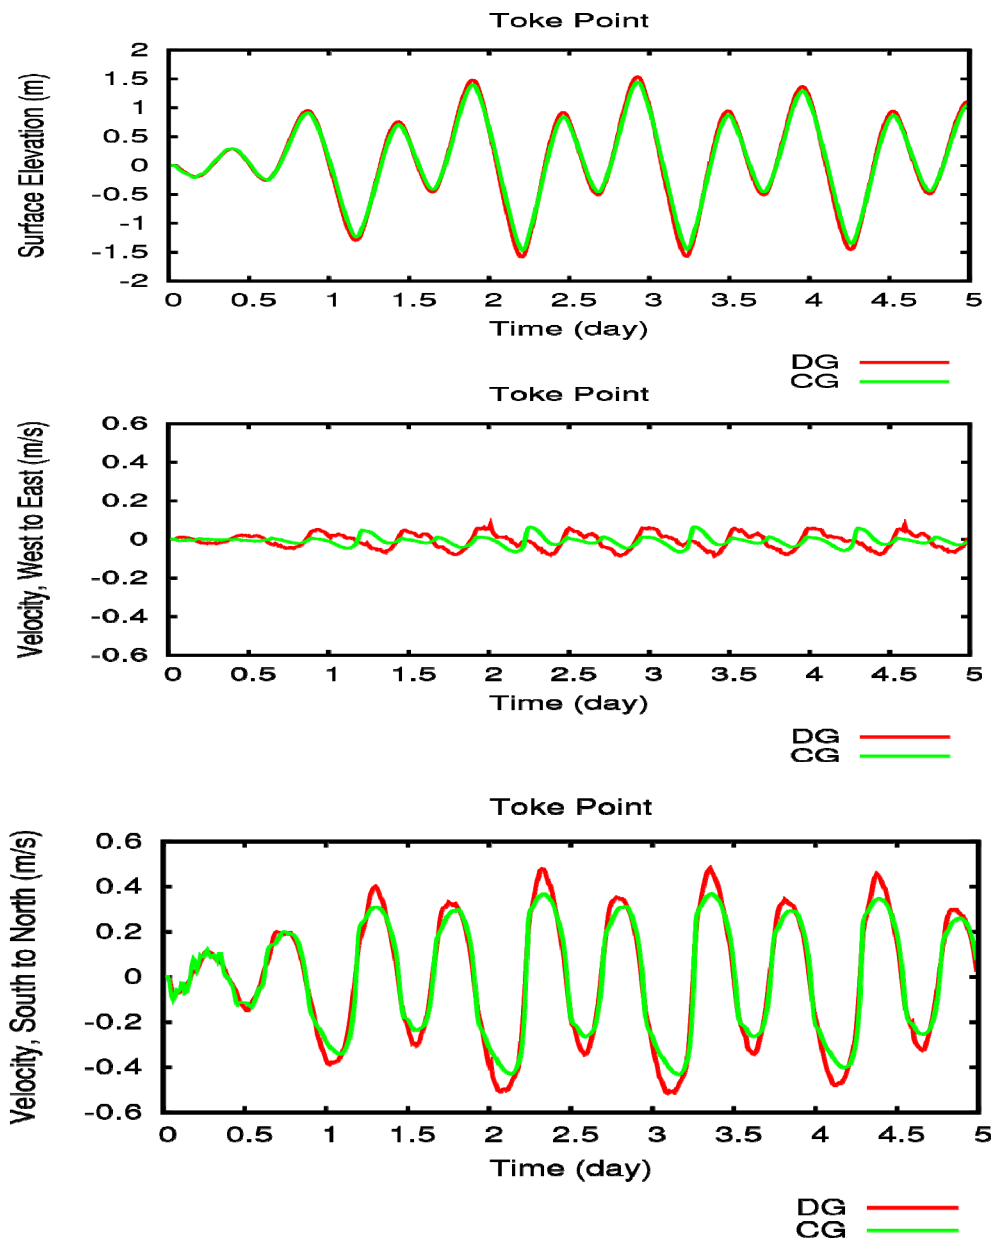 Toke Point
Surface Elevation (m)
2
1.5
1
0.5
0
-0.5
-1
-1.5
-2
0 0.5 1 1.5 2 2.5 3 3.5 4 4.5 5
Time (day)
DG
CG
Toke Point
Velocity, West to East (m/s)
0.6
0.4
0.2
0
-0.2
-0.4
-0.6
0 0.5 1 1.5 2 2.5 3 3.5 4 4.5 5
Time (day)
DG
CG
Toke Point
Velocity, South to North (m/s)
0.6
0.4
0.2
0
-0.2
-0.4
-0.6
0 0.5 1 1.5 2 2.5 3 3.5 4 4.5 5
Time (day)
DG
CG